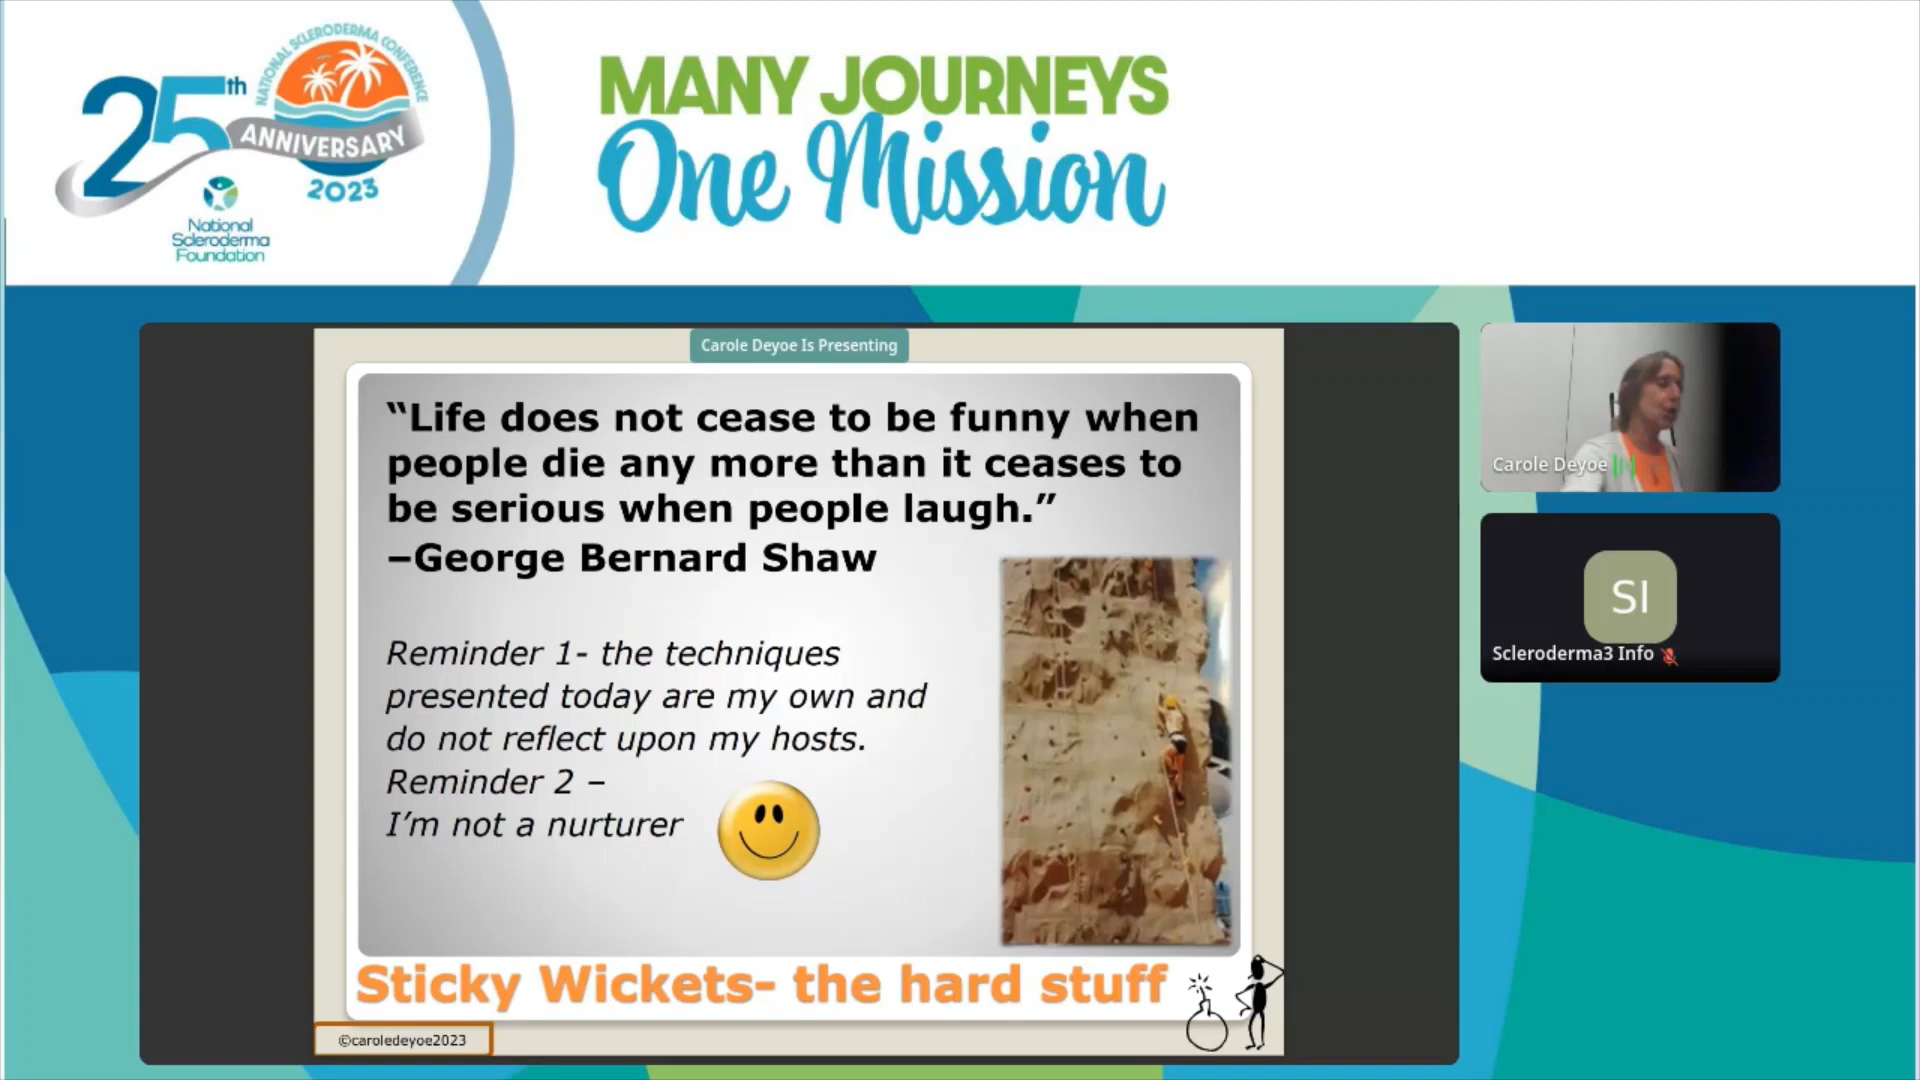 25th
NATIONAL SCLERODERMA CONFERENCE
ANNIVERSARY
2023
National
Scleroderma
Foundation
MANY JOURNEYS
One Mission
Carole Deyoe Is Presenting
“Life does not cease to be funny when
people die any more than it ceases to
be serious when people laugh.”
–George Bernard Shaw
Reminder 1- the techniques
presented today are my own and
do not reflect upon my hosts.
Reminder 2 –
I’m not a nurturer
Sticky Wickets- the hard stuff
©caroledeyoe2023
Carole Deyoe
SI
Scleroderma3 Info